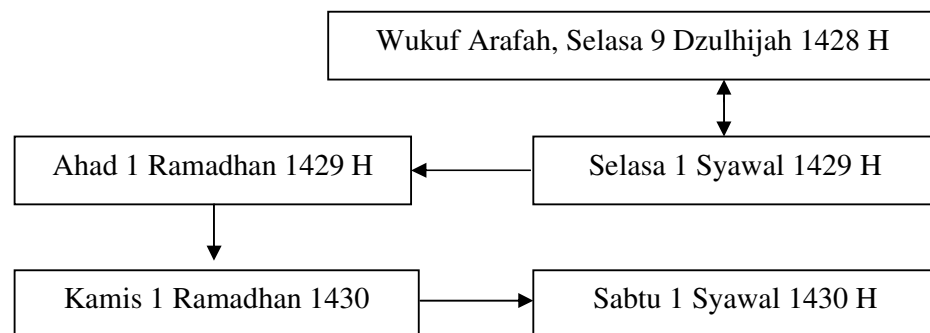 Wukuf Arafah, Selasa 9 Dzulhijah 1428 H
Ahad 1 Ramadhan 1429 H
Selasa 1 Syawal 1429 H
Kamis 1 Ramadhan 1430
Sabtu 1 Syawal 1430 H